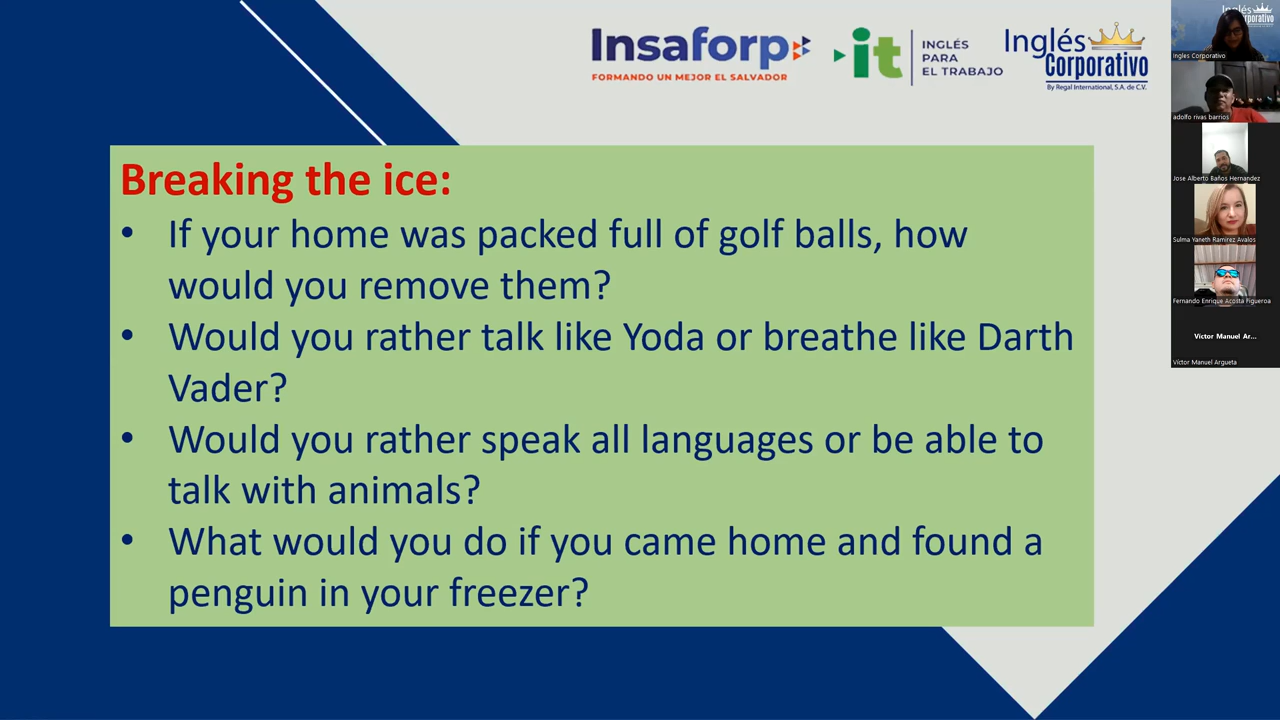 Insaforp
FORMANDO UN MEJOR EL SALVADOR
it
INGLÉS
PARA
EL TRABAJO
Inglés
Corporativo
By Regal International, S.A. de C.V.
Breaking the ice:
• If your home was packed full of golf balls, how
would you remove them?
• Would you rather talk like Yoda or breathe like Darth
Vader?
• Would you rather speak all languages or be able to
talk with animals?
• What would you do if you came home and found a
penguin in your freezer?
Inglés Corporativo
adolfo rivas barrios
Jose Alberto Baños Hernandez
Sulma Yaneth Ramirez Avalos
Fernando Enrique Acosta Figueroa
Víctor Manuel Ar...
Víctor Manuel Argueta